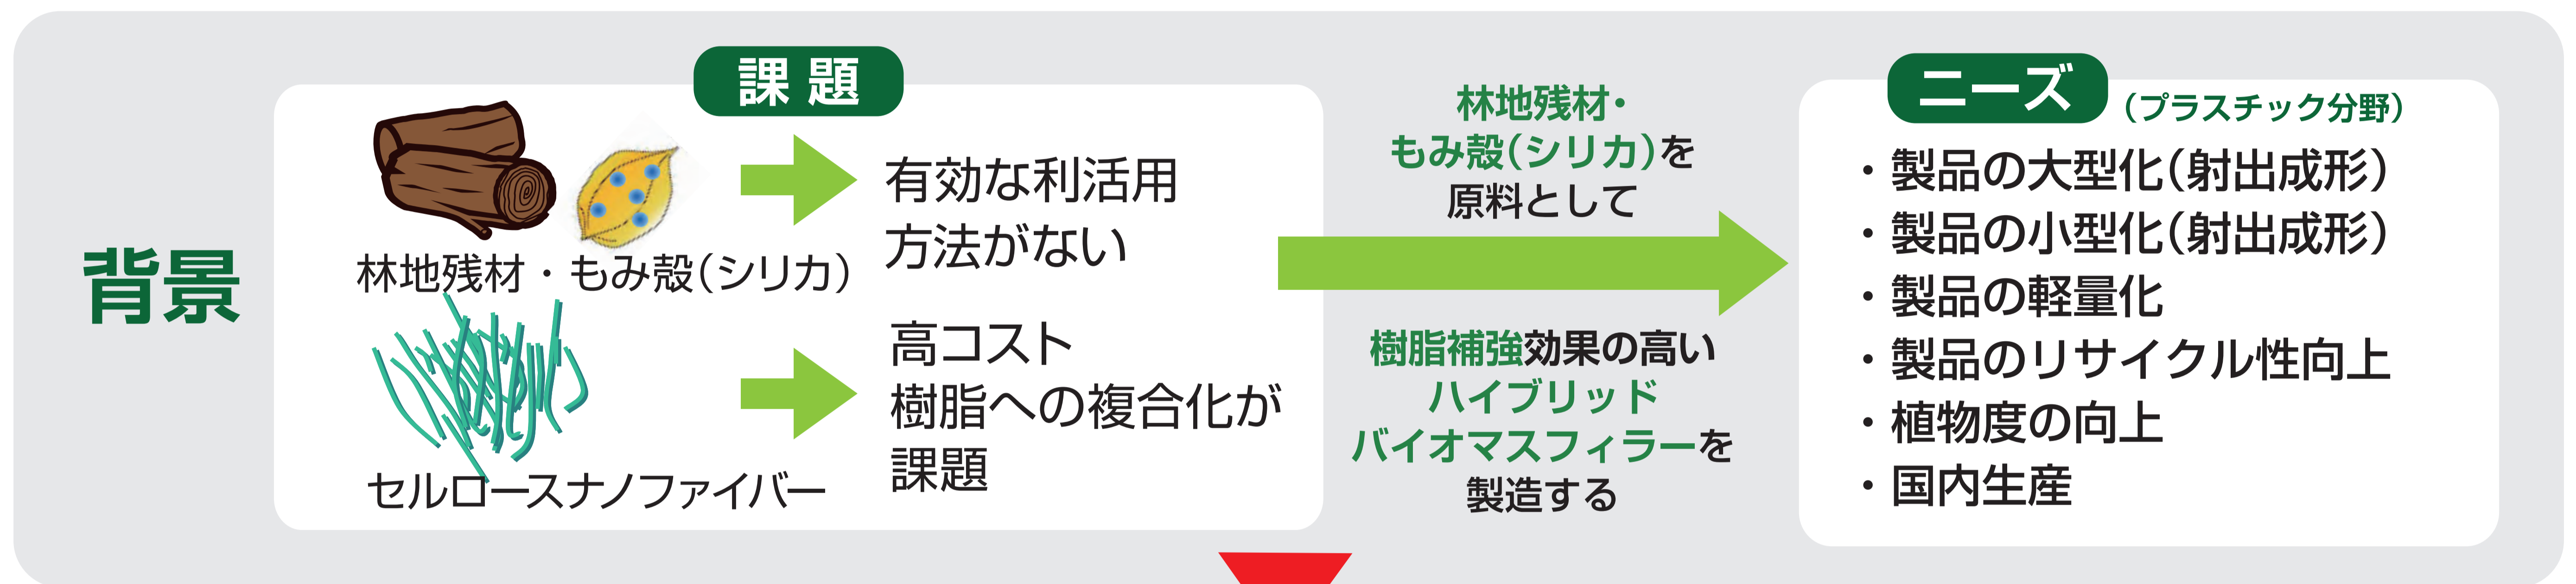 背景
課題
林地残材・もみ殻(シリカ)
有効な利活用
方法がない
セルロースナノファイバー
高コスト
樹脂への複合化が
課題
林地残材・
もみ殻(シリカ)を
原料として
樹脂補強効果の高い
ハイブリッド
バイオマスフィラーを
製造する
ニーズ
(プラスチック分野)
・製品の大型化(射出成形)
・製品の小型化(射出成形)
・製品の軽量化
・製品のリサイクル性向上
・植物度の向上
・国内生産